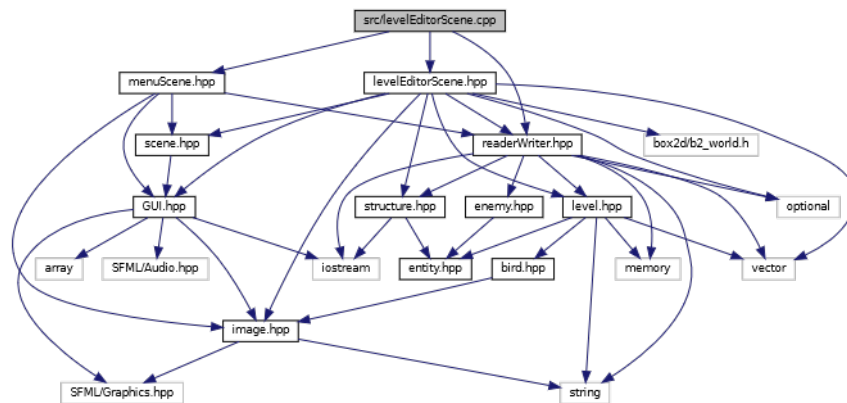 src/levelEditorScene.cpp
menuScene.hpp
levelEditorScene.hpp
scene.hpp
readerWriter.hpp
box2d/b2_world.h
GUI.hpp
structure.hpp
enemy.hpp
level.hpp
optional
array
SFML/Audio.hpp
iostream
entity.hpp
bird.hpp
memory
vector
image.hpp
SFML/Graphics.hpp
string